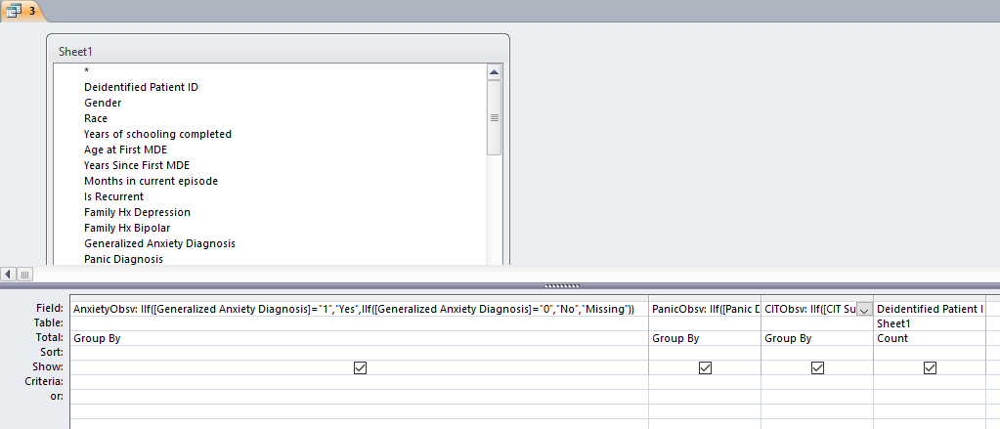 3
Sheet1
*
Deidentified Patient ID
Gender
Race
Years of schooling completed
Age at First MDE
Years Since First MDE
Months in current episode
Is Recurrent
Family Hx Depression
Family Hx Bipolar
Generalized Anxiety Diagnosis
Panic Diagnosis
Field: AnxietyObsv: IIf([Generalized Anxiety Diagnosis]="1","Yes",IIf([Generalized Anxiety Diagnosis]="0","No","Missing")) PanicObsv: IIf([Panic D CITObsv: IIf([CIT Su Deidentified Patient I
Table: Sheet1
Total: Group By Group By Group By Count
Sort:
Show:
Criteria:
or: